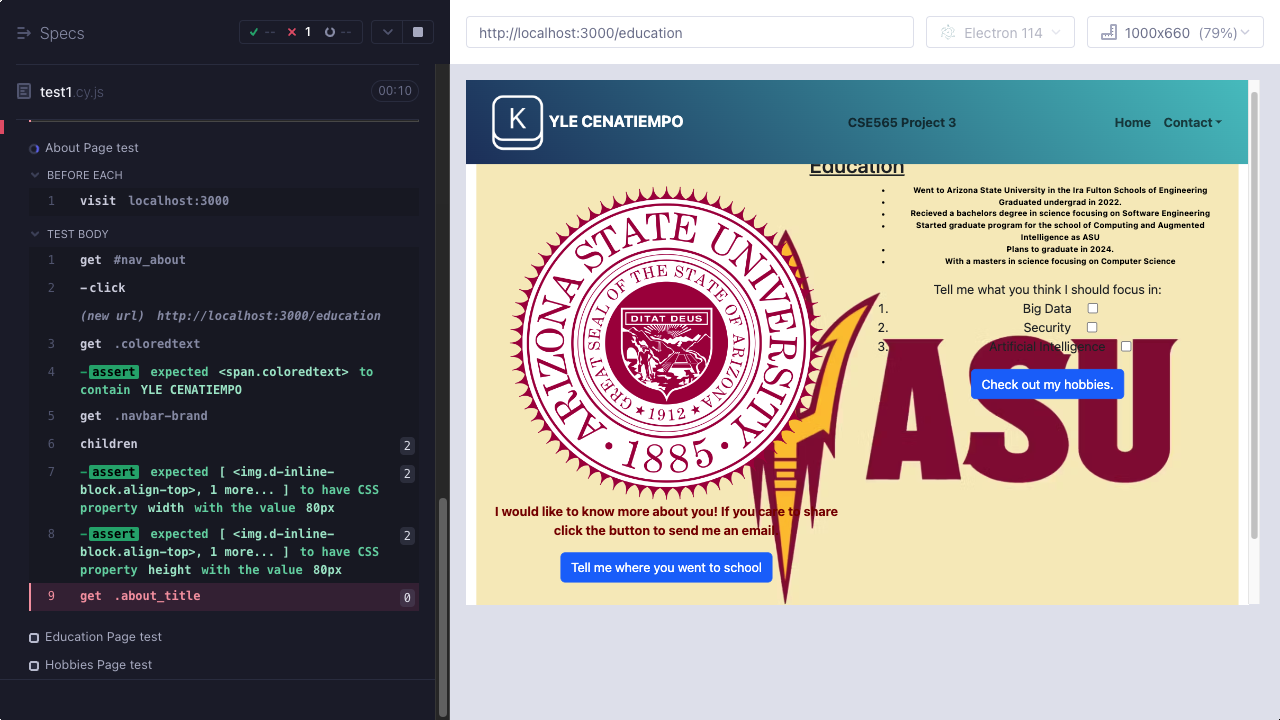 Specs
-- 1 --
test1.cy.js 00:10
About Page test
BEFORE EACH
1 visit localhost:3000
TEST BODY
1 get #nav_about
2 -click
(new url) http://localhost:3000/education
3 get .coloredtext
4 -assert expected <span.coloredtext> to
contain YLE CENATIEMPO
5 get .navbar-brand
6 children 2
7 -assert expected [ <img.d-inline- 2
block.align-top>, 1 more... ] to have CSS
property width with the value 80px
8 -assert expected [ <img.d-inline- 2
block.align-top>, 1 more... ] to have CSS
property height with the value 80px
9 get .about_title 0
Education Page test
Hobbies Page test
http://localhost:3000/education
Electron 114
1000x660 (79%)
K YLE CENATIEMPO
CSE565 Project 3
Home Contact
Education
ARIZONA STATE UNIVERSITY
GREAT SEAL OF THE STATE OF ARIZONA
DITAT DEUS
1912
1885
• Went to Arizona State University in the Ira Fulton Schools of Engineering
• Graduated undergrad in 2022.
• Recieved a bachelors degree in science focusing on Software Engineering
• Started graduate program for the school of Computing and Augmented
Intelligence as ASU
• Plans to graduate in 2024.
• With a masters in science focusing on Computer Science
Tell me what you think I should focus in:
1. Big Data
2. Security
3. Artificial Intelligence
Check out my hobbies.
ASU
I would like to know more about you! If you care to share
click the button to send me an email.
Tell me where you went to school